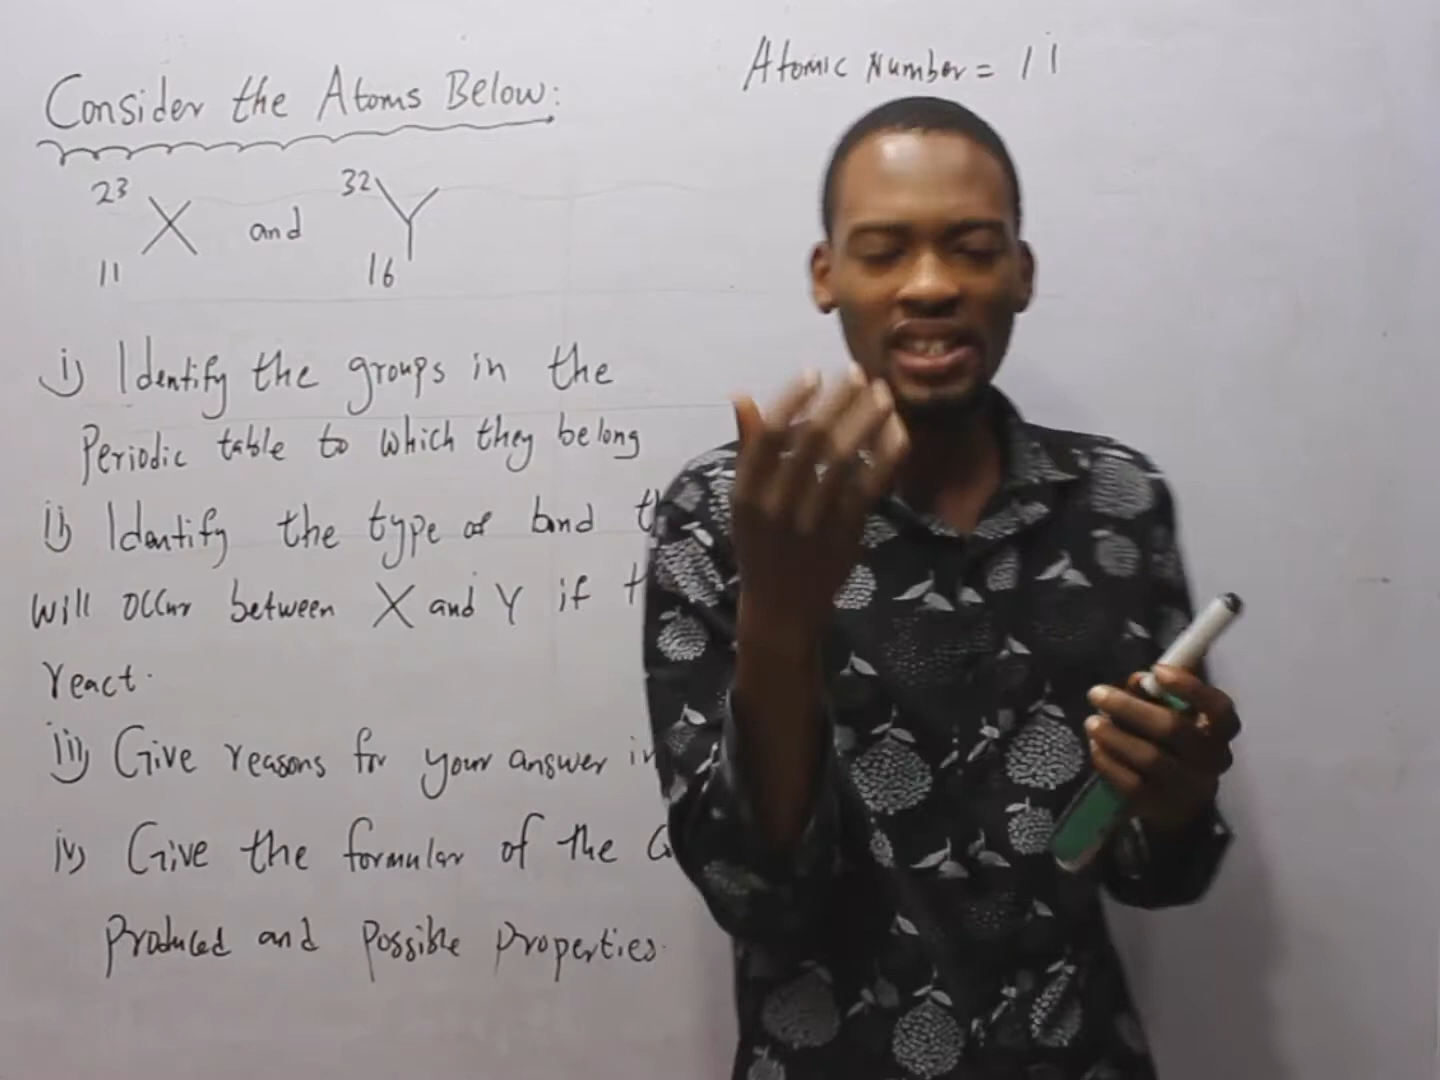 Consider the Atoms Below:
Atomic Number = 11
23 X 11 and 32 Y 16
i) Identify the groups in the
Periodic table to which they belong
ii) Identify the type of bond
will occur between X and Y if
react.
iii) Give reasons for your answer
iv) Give the formular of the
Produced and Possible Properties.